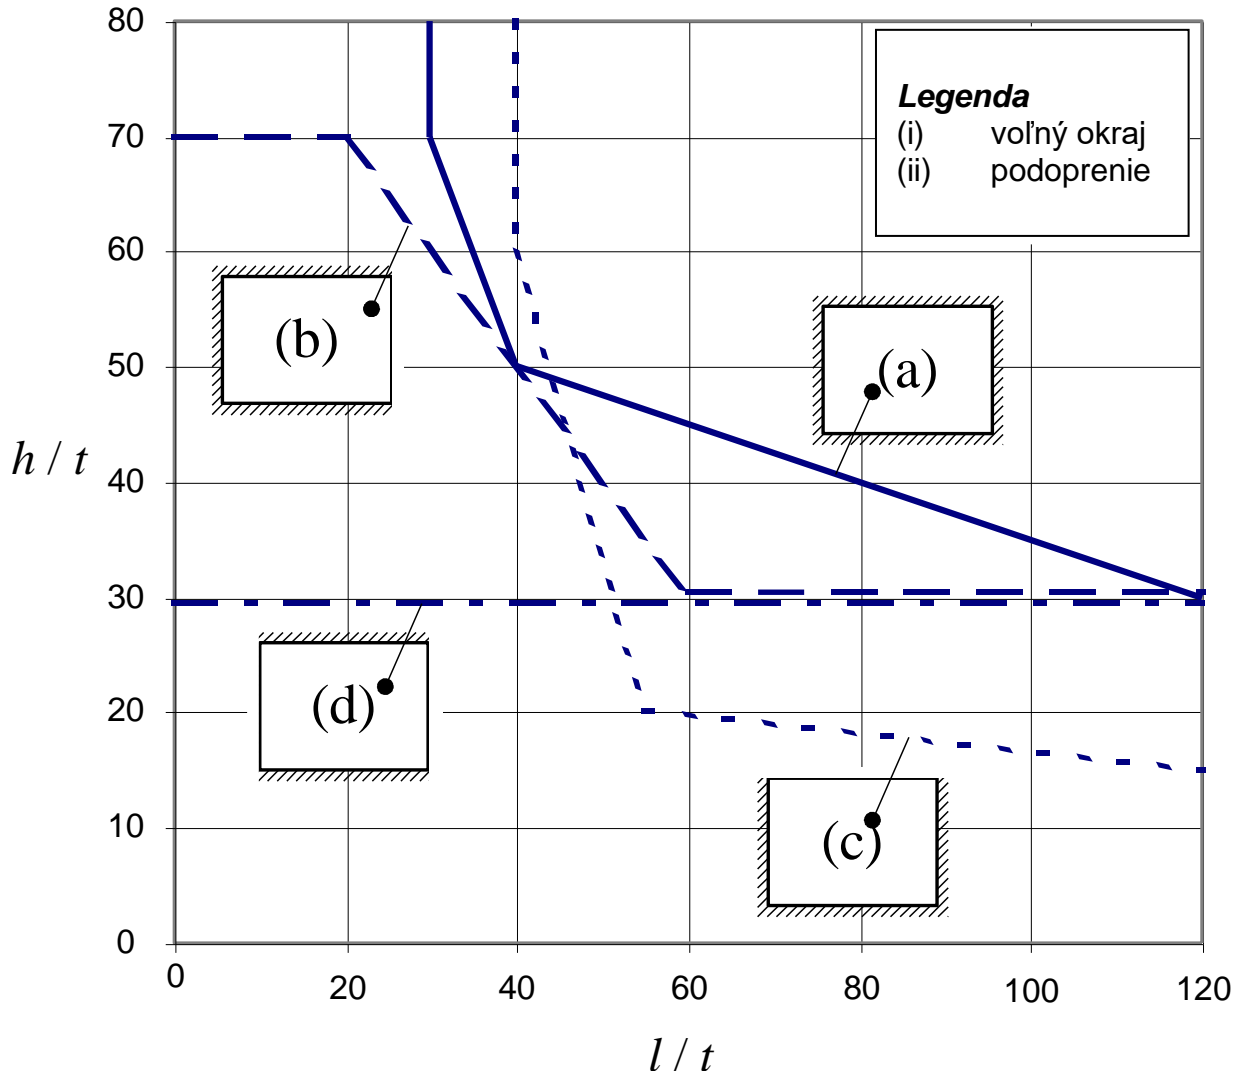 80
70
60
50
40
30
20
10
0
h / t
Legenda
(i) voľný okraj
(ii) podoprenie
(b)
(a)
(d)
(c)
0 20 40 60 80 100 120
l / t